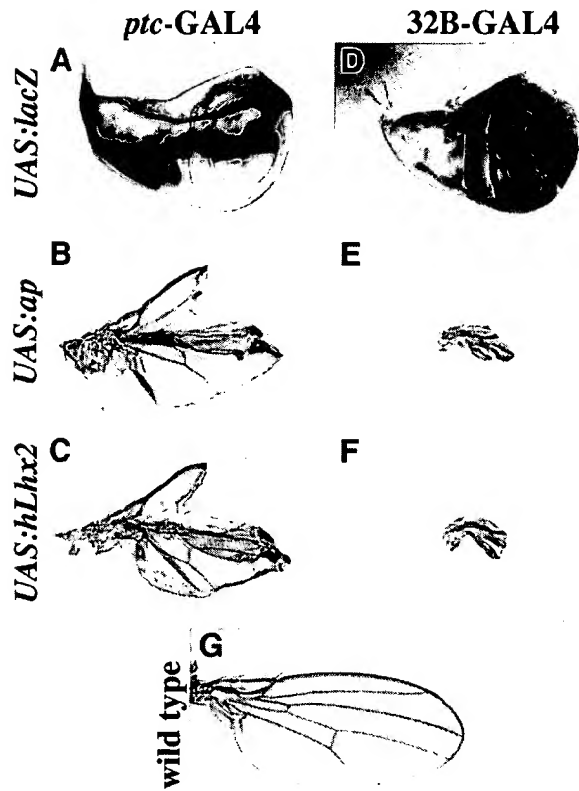 ptc-GAL4 32B-GAL4
UAS:lacZ
A
D
UAS:ap
B
E
UAS:hLhx2
C
F
wild type
G